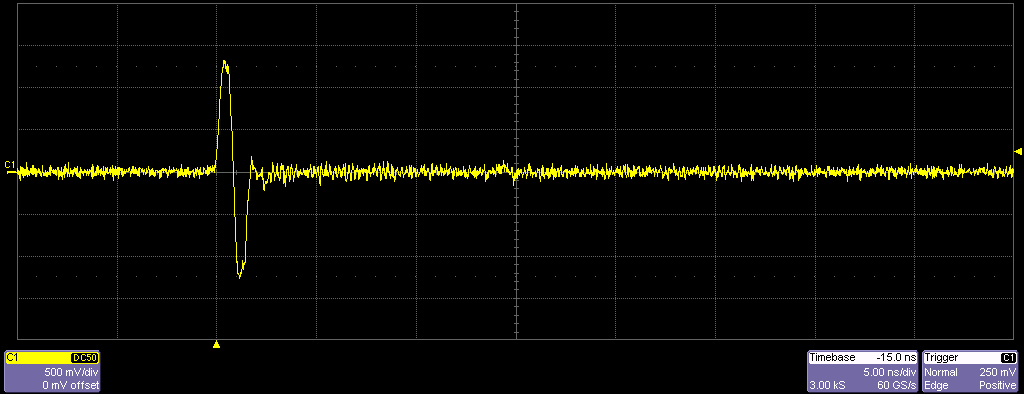 C1
C1 DC50
500 mV/div
0 mV offset
Timebase -15.0 ns
5.00 ns/div
3.00 kS 60 GS/s
Trigger C1
Normal 250 mV
Edge Positive